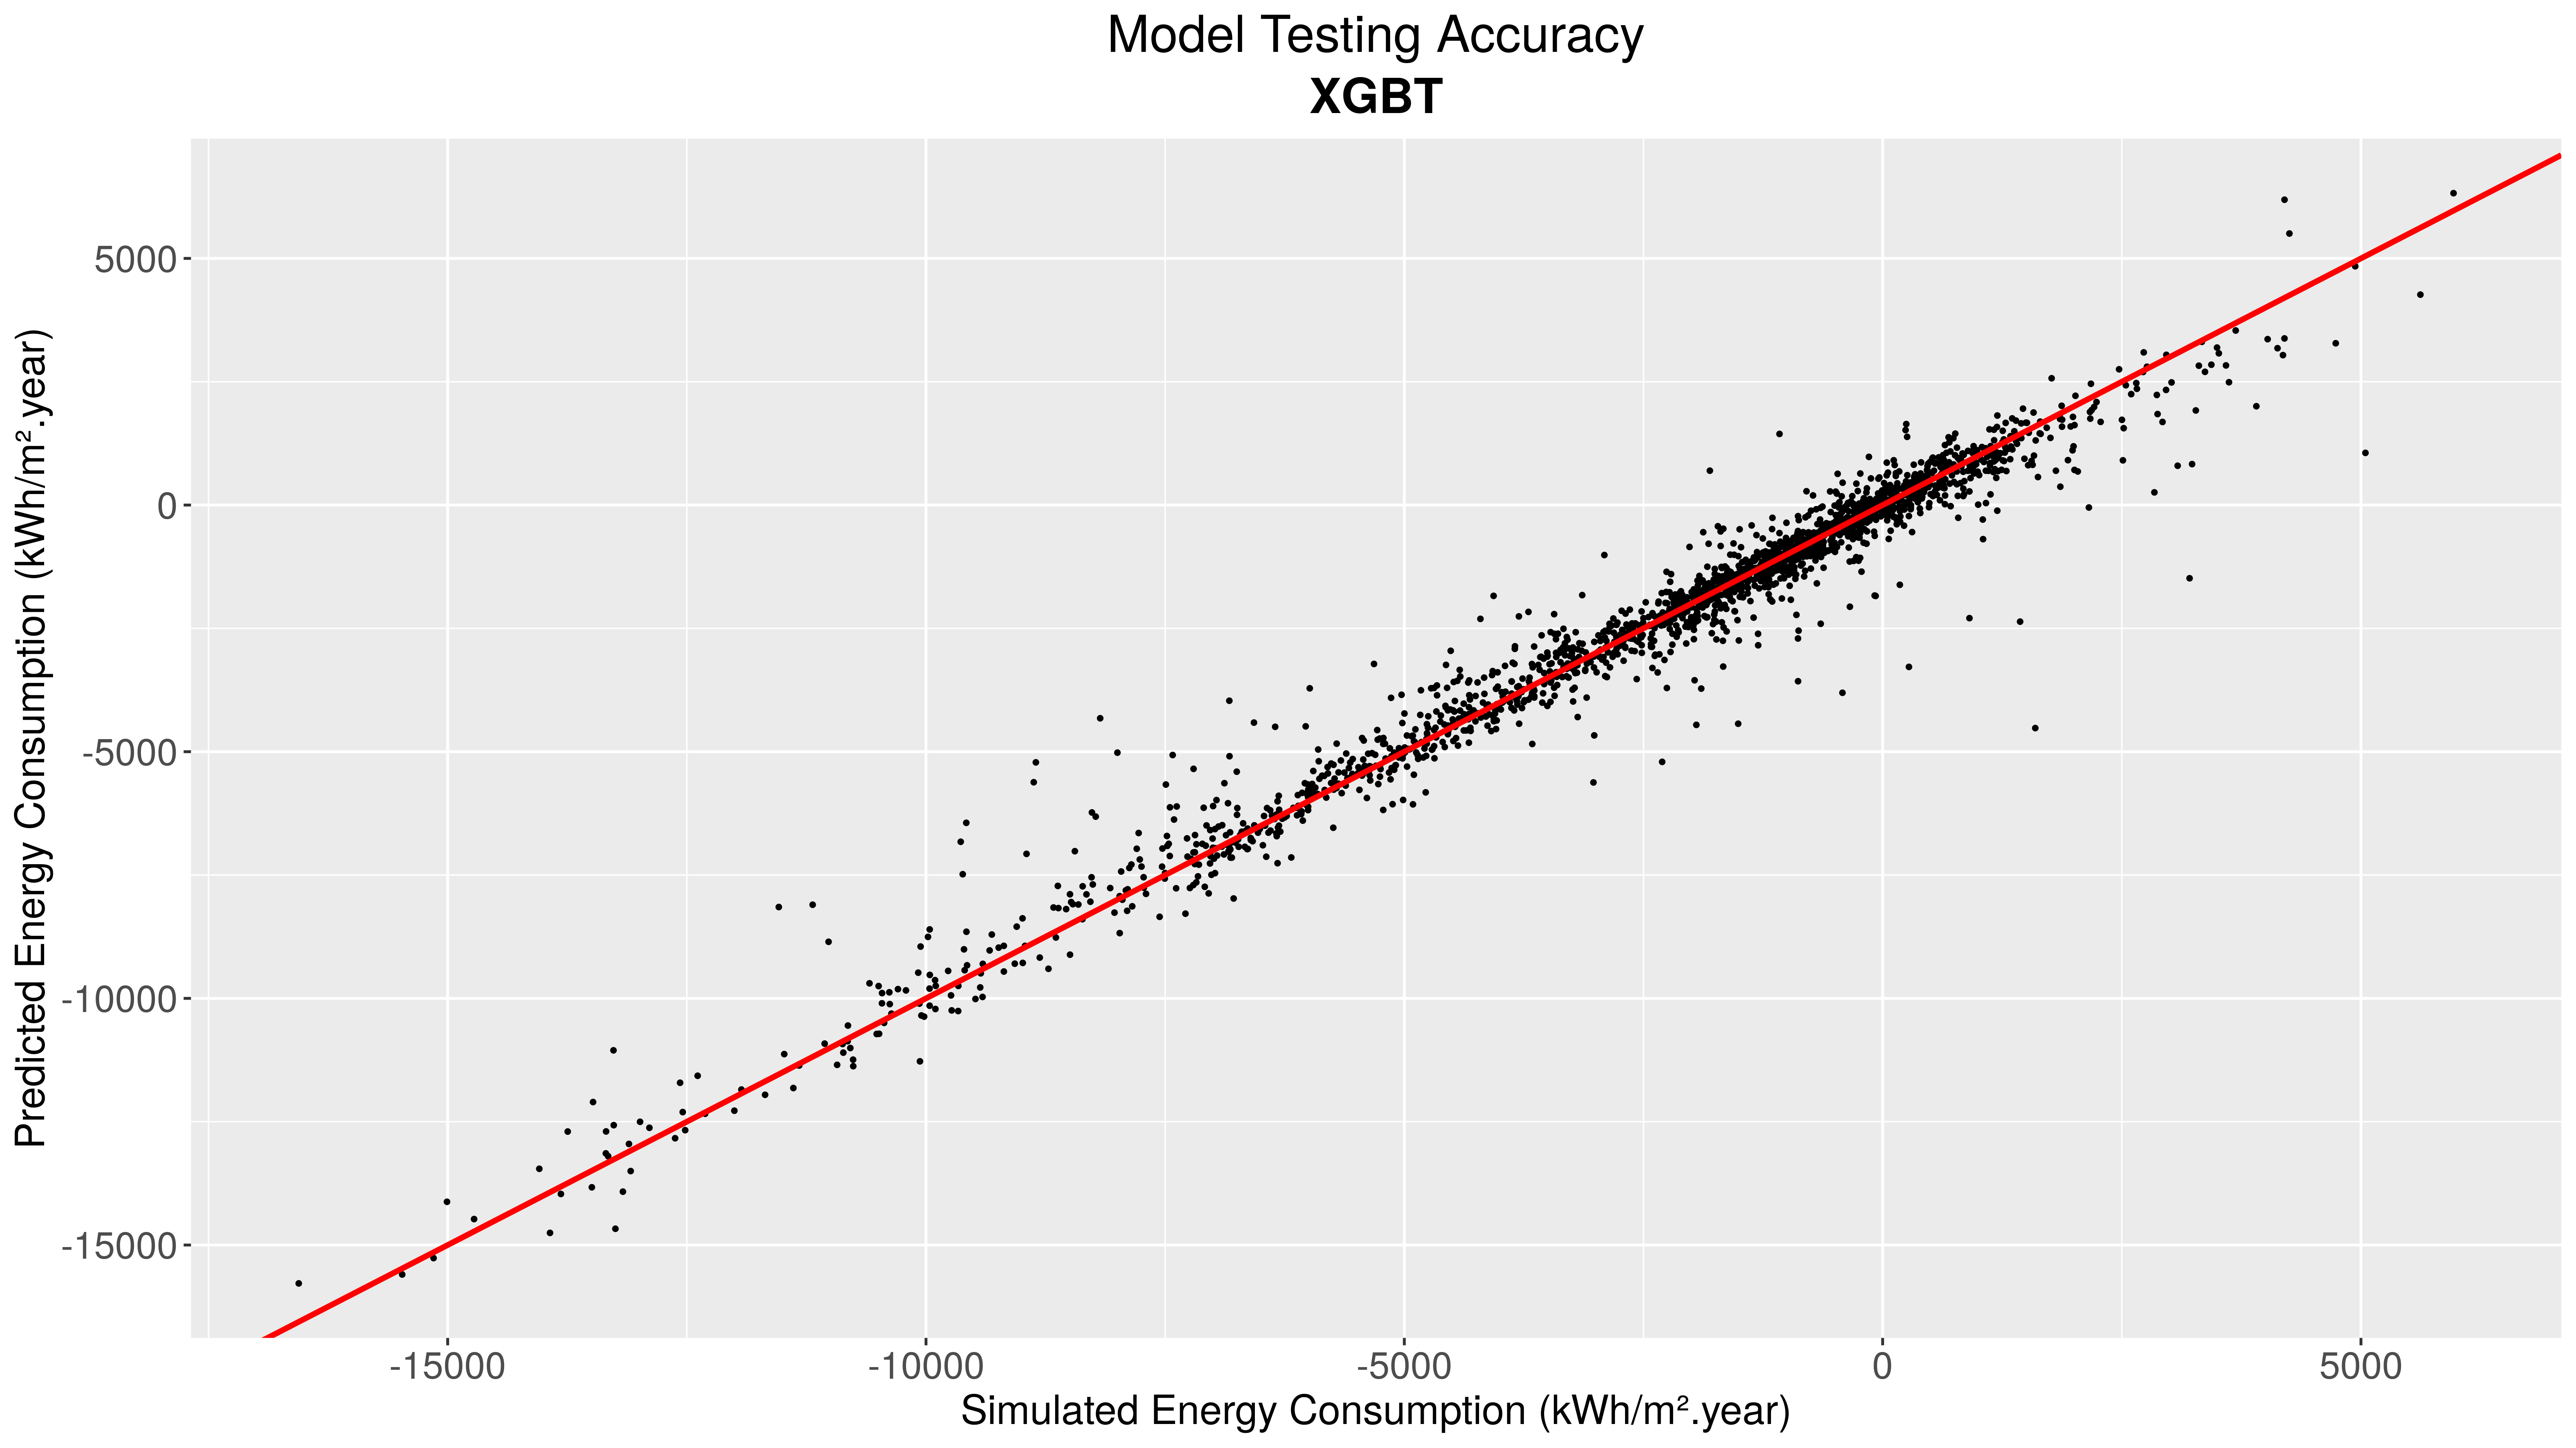 Model Testing Accuracy
XGBT
Predicted Energy Consumption (kWh/m².year)
5000
0
-5000
-10000
-15000
-15000
-10000
-5000
0
5000
Simulated Energy Consumption (kWh/m².year)